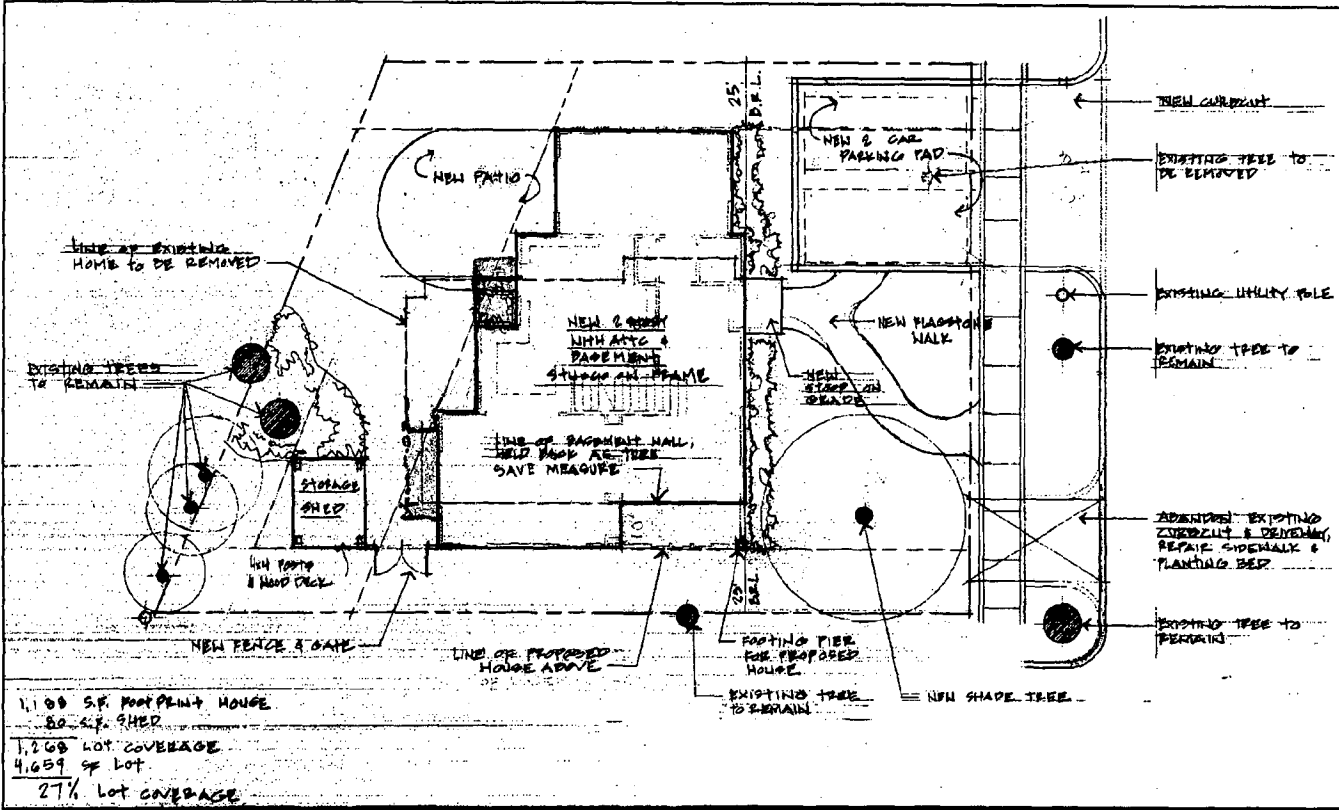 25'
B.R.L.
NEW CURBCUT
NEW 2 CAR
PARKING PAD
EXISTING TREE TO
BE REMOVED
NEW PATIO
LINE OF EXISTING
HOME TO BE REMOVED
EXISTING UTILITY POLE
NEW 2 STORY
WITH ATTIC &
BASEMENT
STUCCO ON FRAME
NEW FLAGSTONE
WALK
EXISTING TREE TO
REMAIN
EXISTING TREES
TO REMAIN
NEW
STOOP ON
GRADE
LINE OF BASEMENT WALL,
HELD BACK AS TREE
SAVE MEASURE
STORAGE
SHED
10'
ABANDON EXISTING
CURBCUT & DRIVEWAY,
REPAIR SIDEWALK &
PLANTING BED
4x4 POSTS
& WOOD DECK
25'
B.R.L.
NEW FENCE & GATE
LINE OF PROPOSED
HOUSE ABOVE
FOOTING PIER
FOR PROPOSED
HOUSE
EXISTING TREE TO
REMAIN
EXISTING TREE
TO REMAIN
NEW SHADE TREE
1,188 S.F. FOOTPRINT HOUSE
80 S.F. SHED
1,268 LOT COVERAGE
4,659 SF LOT
27% LOT COVERAGE